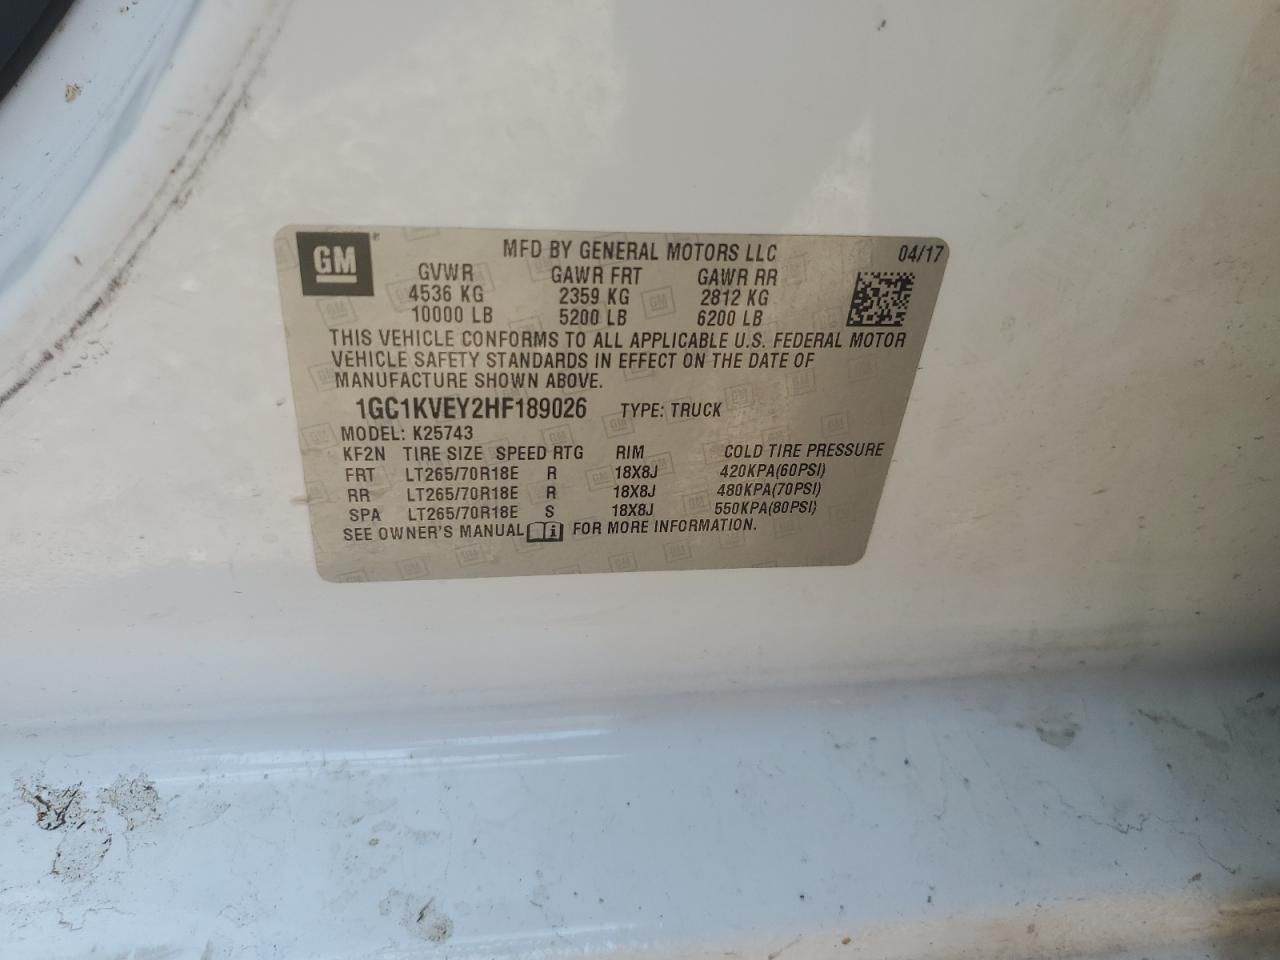 GM MFD BY GENERAL MOTORS LLC 04/17
GVWR GAWR FRT GAWR RR
4536 KG 2359 KG 2812 KG
10000 LB 5200 LB 6200 LB
THIS VEHICLE CONFORMS TO ALL APPLICABLE U.S. FEDERAL MOTOR
VEHICLE SAFETY STANDARDS IN EFFECT ON THE DATE OF
MANUFACTURE SHOWN ABOVE.
1GC1KVEY2HF189026 TYPE: TRUCK
MODEL: K25743
KF2N TIRE SIZE SPEED RTG RIM COLD TIRE PRESSURE
FRT LT265/70R18E R 18X8J 420KPA(60PSI)
RR LT265/70R18E R 18X8J 480KPA(70PSI)
SPA LT265/70R18E S 18X8J 550KPA(80PSI)
SEE OWNER'S MANUAL i FOR MORE INFORMATION.